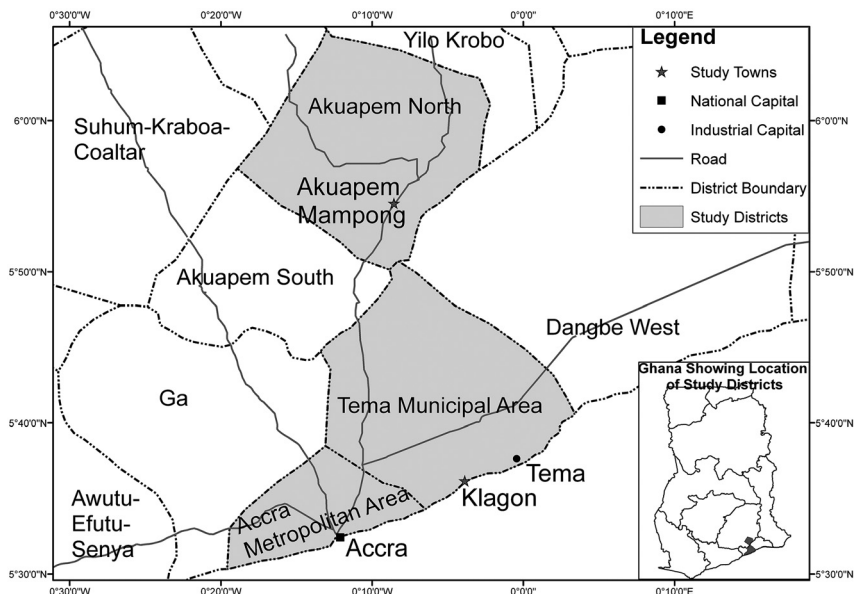 0°30'0"W
0°20'0"W
0°10'0"W
0°0'0"
0°10'0"E
Yilo Krobo
Legend
Study Towns
National Capital
Industrial Capital
Road
District Boundary
Study Districts
6°0'0"N
6°0'0"N
Akuapem North
Suhum-Kraboa-
Coaltar
Akuapem
Mampong
5°50'0"N
5°50'0"N
Akuapem South
Dangbe West
Ghana Showing Location
of Study Districts
Ga
Tema Municipal Area
5°40'0"N
5°40'0"N
Tema
Klagon
Awutu-
Efutu-
Senya
Accra
Metropolitan Area
Accra
5°30'0"N
5°30'0"N
0°30'0"W
0°20'0"W
0°10'0"W
0°0'0"
0°10'0"E